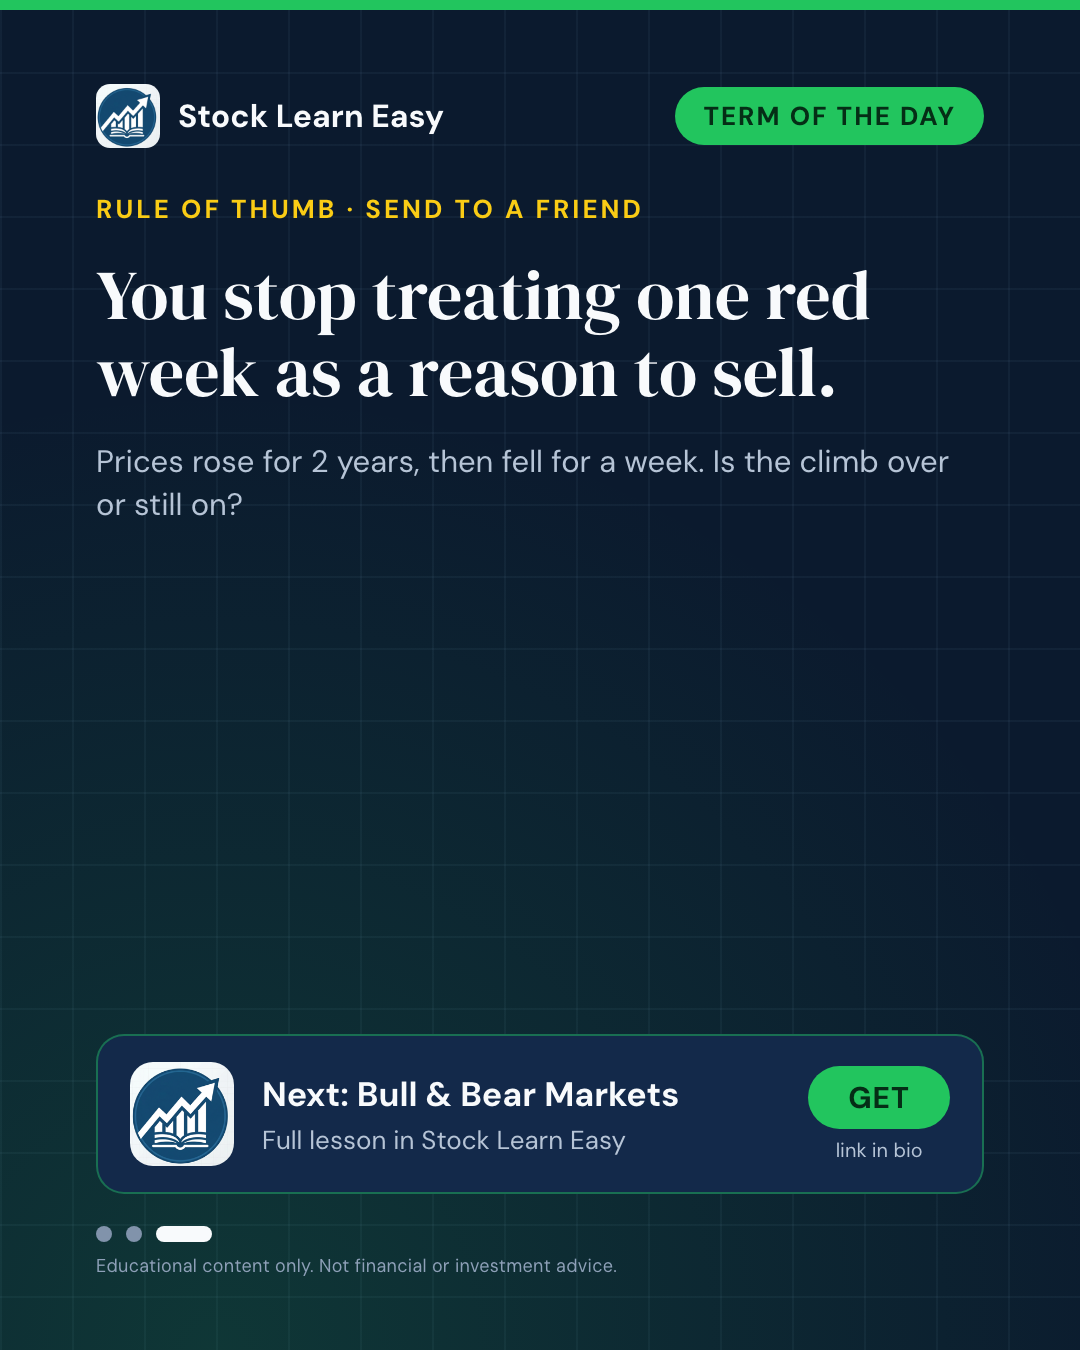 Stock Learn Easy
TERM OF THE DAY
RULE OF THUMB · SEND TO A FRIEND
You stop treating one red
week as a reason to sell.
Prices rose for 2 years, then fell for a week. Is the climb over
or still on?
Next: Bull & Bear Markets
Full lesson in Stock Learn Easy
GET
link in bio
Educational content only. Not financial or investment advice.